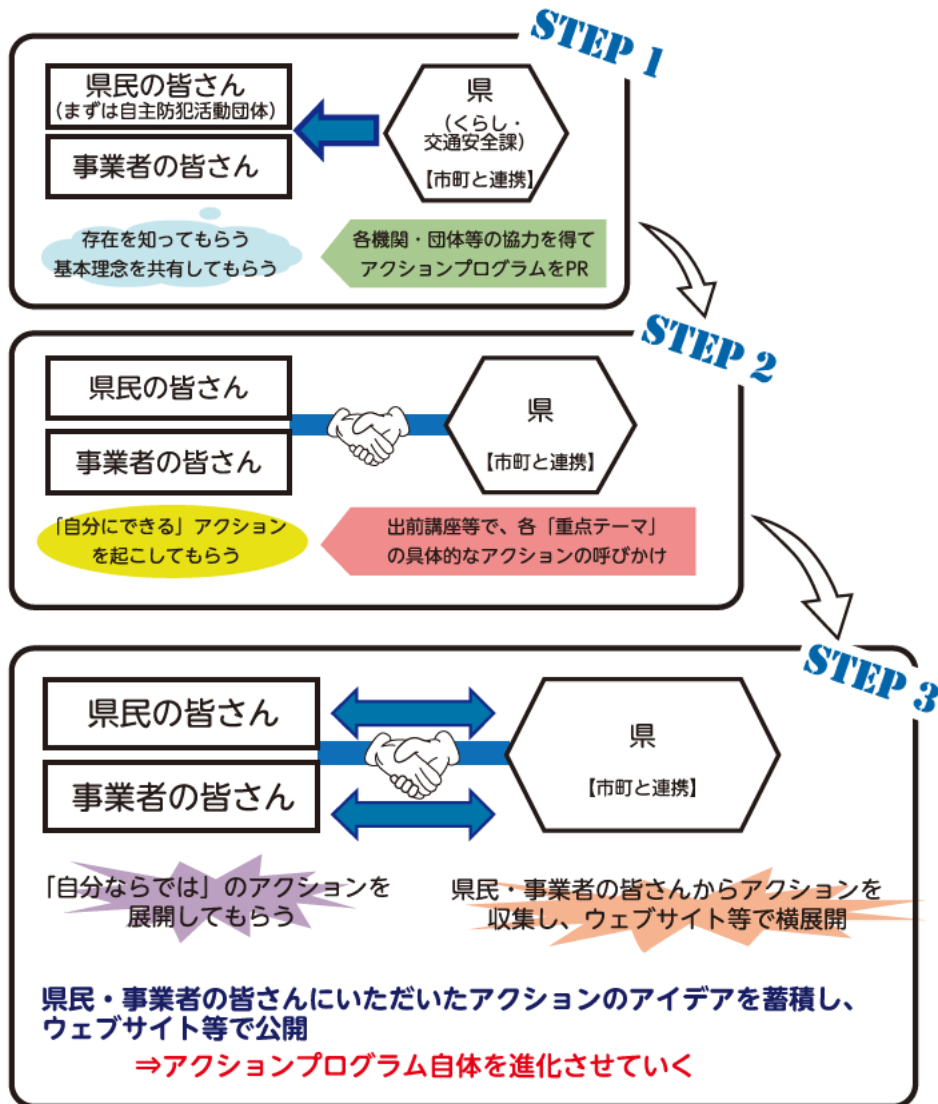 STEP 1
県民の皆さん
(まずは自主防犯活動団体)
事業者の皆さん
県
(くらし・
交通安全課)
【市町と連携】
存在を知ってもらう
基本理念を共有してもらう
各機関・団体等の協力を得て
アクションプログラムをPR
STEP 2
県民の皆さん
事業者の皆さん
県
【市町と連携】
「自分にできる」アクション
を起こしてもらう
出前講座等で、各「重点テーマ」
の具体的なアクションの呼びかけ
STEP 3
県民の皆さん
事業者の皆さん
県
【市町と連携】
「自分ならでは」のアクションを
展開してもらう
県民・事業者の皆さんからアクションを
収集し、ウェブサイト等で横展開
県民・事業者の皆さんにいただいたアクションのアイデアを蓄積し、
ウェブサイト等で公開
⇒アクションプログラム自体を進化させていく